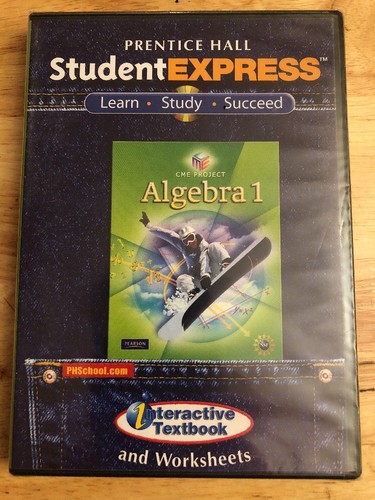 PRENTICE HALL
StudentEXPRESS™
Learn · Study · Succeed
CME PROJECT
Algebra 1
PEARSON
PHSchool.com
interactive
Textbook
and Worksheets